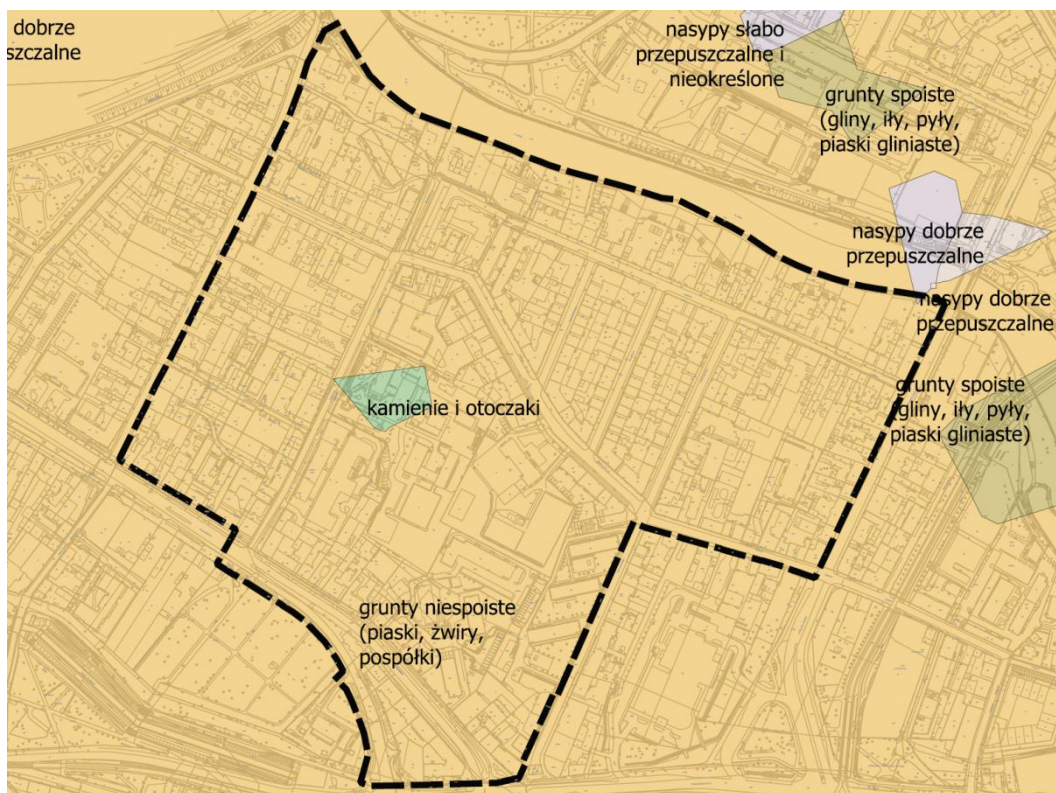 dobrze
szczalne
nasypy słabo
przepuszczalne i
nieokreślone
grunty spoiste
(gliny, iły, pyły,
piaski gliniaste)
nasypy dobrze
przepuszczalne
nasypy dobrze
przepuszczalne
grunty spoiste
(gliny, iły, pyły,
piaski gliniaste)
kamienie i otoczaki
grunty niespoiste
(piaski, żwiry,
pospółki)